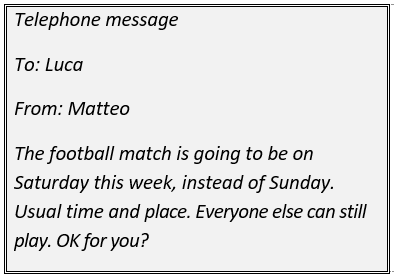 Telephone message
To: Luca
From: Matteo
The football match is going to be on
Saturday this week, instead of Sunday.
Usual time and place. Everyone else can still
play. OK for you?